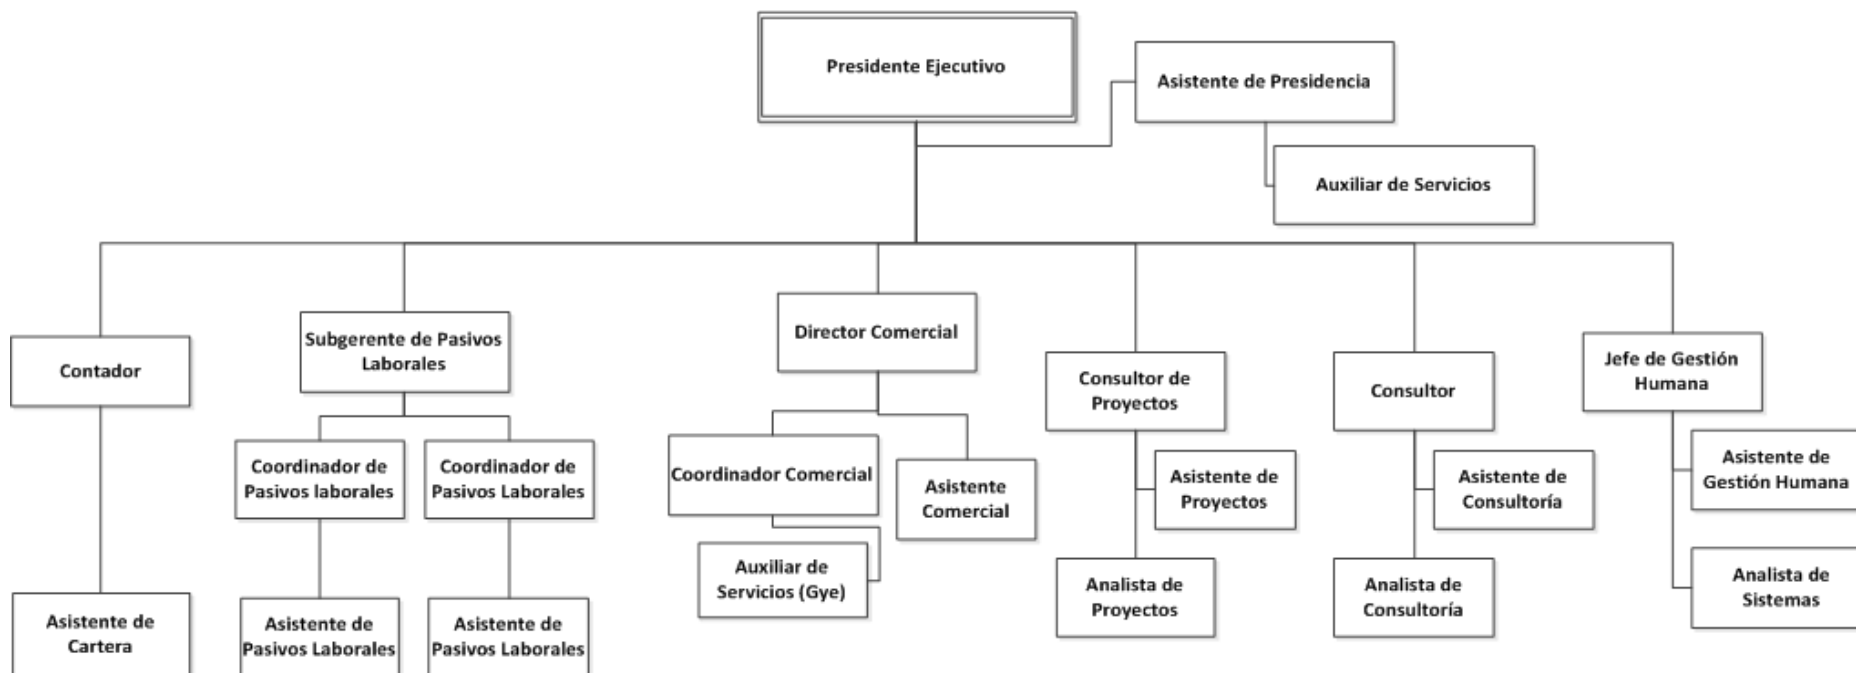 Presidente Ejecutivo
Asistente de Presidencia
Auxiliar de Servicios
Contador
Subgerente de Pasivos
Laborales
Director Comercial
Consultor de
Proyectos
Consultor
Jefe de Gestión
Humana
Coordinador de
Pasivos laborales
Coordinador de
Pasivos Laborales
Coordinador Comercial
Asistente
Comercial
Asistente de
Proyectos
Asistente de
Consultoría
Asistente de
Gestión Humana
Auxiliar de
Servicios (Gye)
Analista de
Proyectos
Analista de
Consultoría
Analista de
Sistemas
Asistente de
Cartera
Asistente de
Pasivos Laborales
Asistente de
Pasivos Laborales